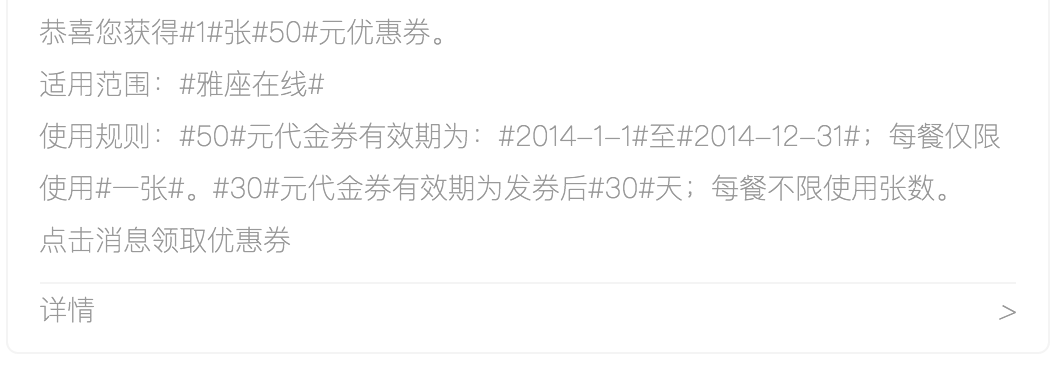 恭喜您获得#1#张#50#元优惠券。
适用范围：#雅座在线#
使用规则：#50#元代金券有效期为：#2014-1-1#至#2014-12-31#；每餐仅限
使用#一张#。#30#元代金券有效期为发券后#30#天；每餐不限使用张数。
点击消息领取优惠券
详情 >